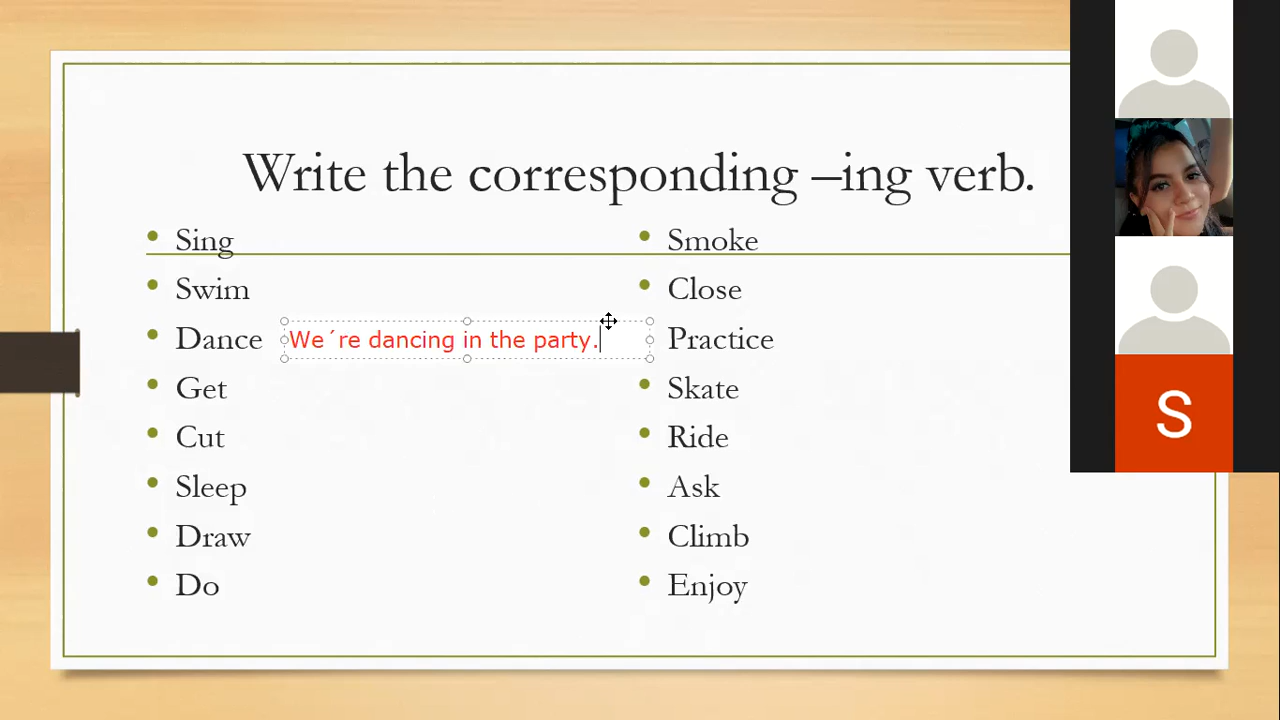 Write the corresponding –ing verb.
Sing
Swim
Dance We´re dancing in the party.
Get
Cut
Sleep
Draw
Do
Smoke
Close
Practice
Skate
Ride
Ask
Climb
Enjoy
S